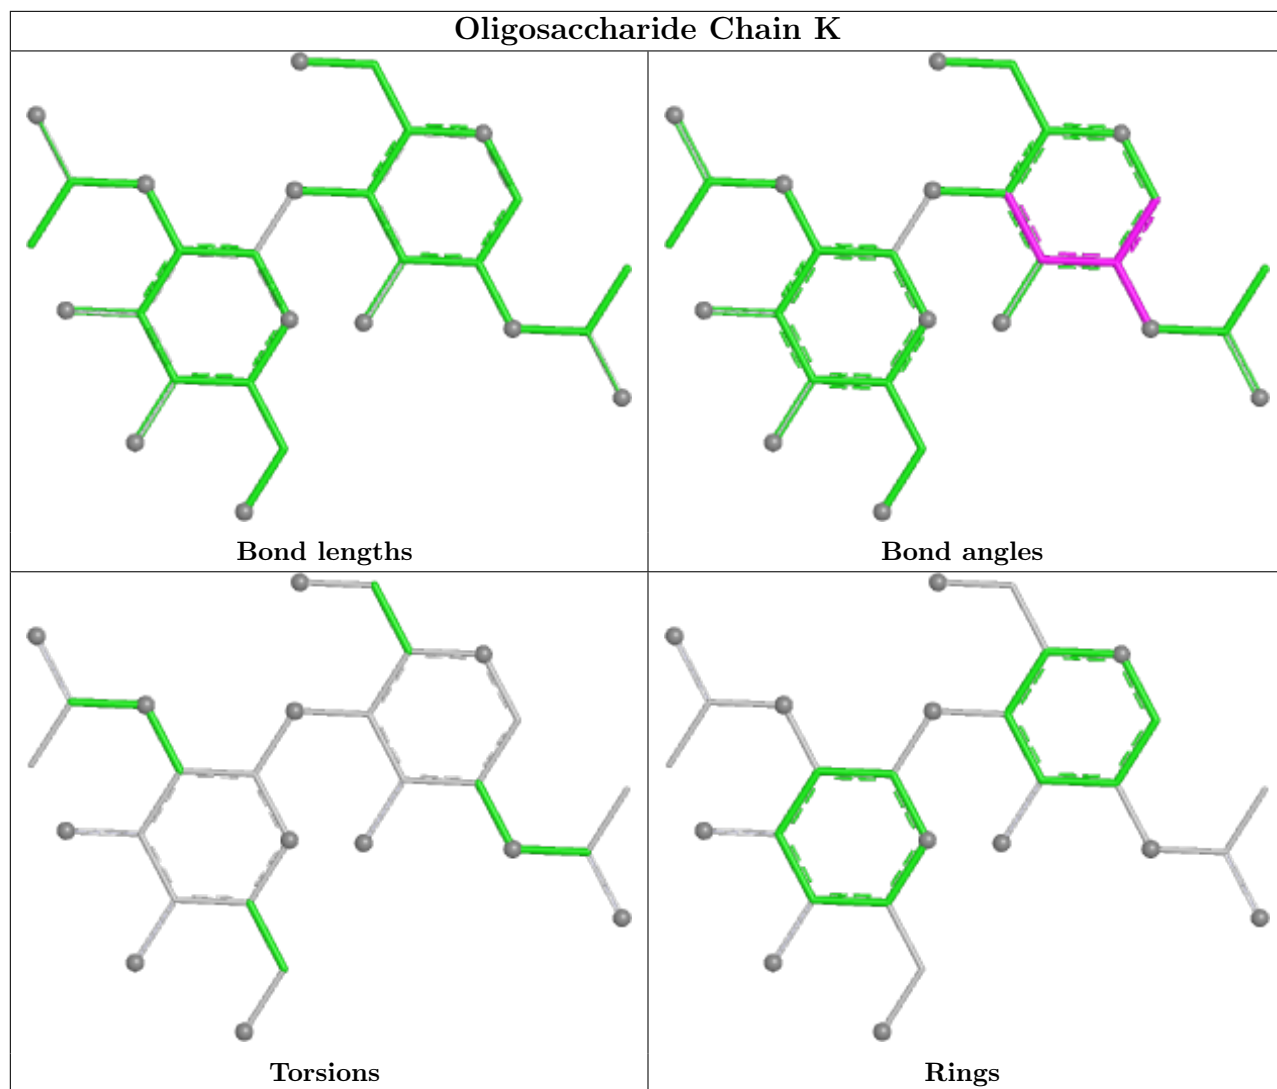 Oligosaccharide Chain K
Bond lengths
Bond angles
Torsions
Rings